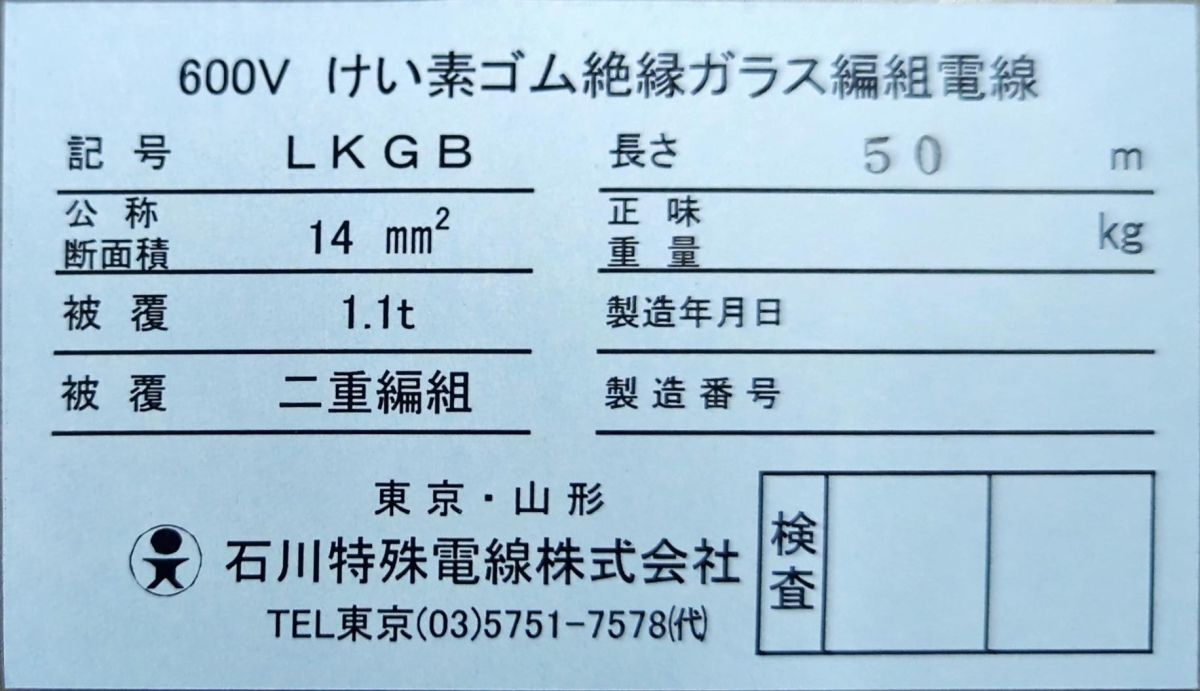 600V けい素ゴム絶縁ガラス編組電線
記号 LKGB
長さ 50 m
公称断面積 14 mm²
正味重量 kg
被覆 1.1t
製造年月日
被覆 二重編組
製造番号
東京・山形
石川特殊電線株式会社
TEL東京(03)5751-7578㈹
検査